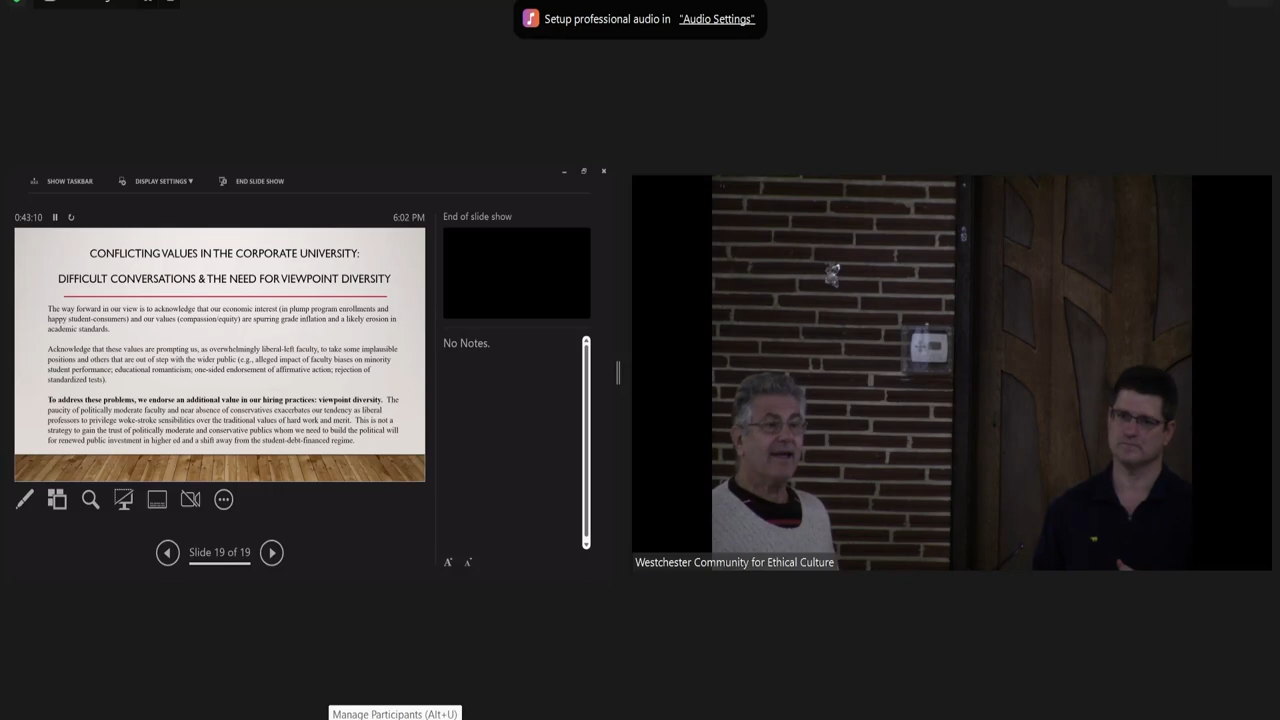 Setup professional audio in "Audio Settings"
SHOW TASKBAR
DISPLAY SETTINGS ▾
END SLIDE SHOW
0:43:10
6:02 PM
End of slide show
CONFLICTING VALUES IN THE CORPORATE UNIVERSITY:
DIFFICULT CONVERSATIONS & THE NEED FOR VIEWPOINT DIVERSITY
The way forward in our view is to acknowledge that our economic interest (in plump program enrollments and
happy student-consumers) and our values (compassion/equity) are spurring grade inflation and a likely erosion in
academic standards.
Acknowledge that these values are prompting us, as overwhelmingly liberal-left faculty, to take some implausible
positions and others that are out of step with the wider public (e.g., alleged impact of faculty biases on minority
student performance; educational romanticism; one-sided endorsement of affirmative action; rejection of
standardized tests).
To address these problems, we endorse an additional value in our hiring practices: viewpoint diversity. The
paucity of politically moderate faculty and near absence of conservatives exacerbates our tendency as liberal
professors to privilege woke-stroke sensibilities over the traditional values of hard work and merit. This is not a
strategy to gain the trust of politically moderate and conservative publics whom we need to build the political will
for renewed public investment in higher ed and a shift away from the student-debt-financed regime.
No Notes.
Slide 19 of 19
A A
Westchester Community for Ethical Culture
Manage Participants (Alt+U)